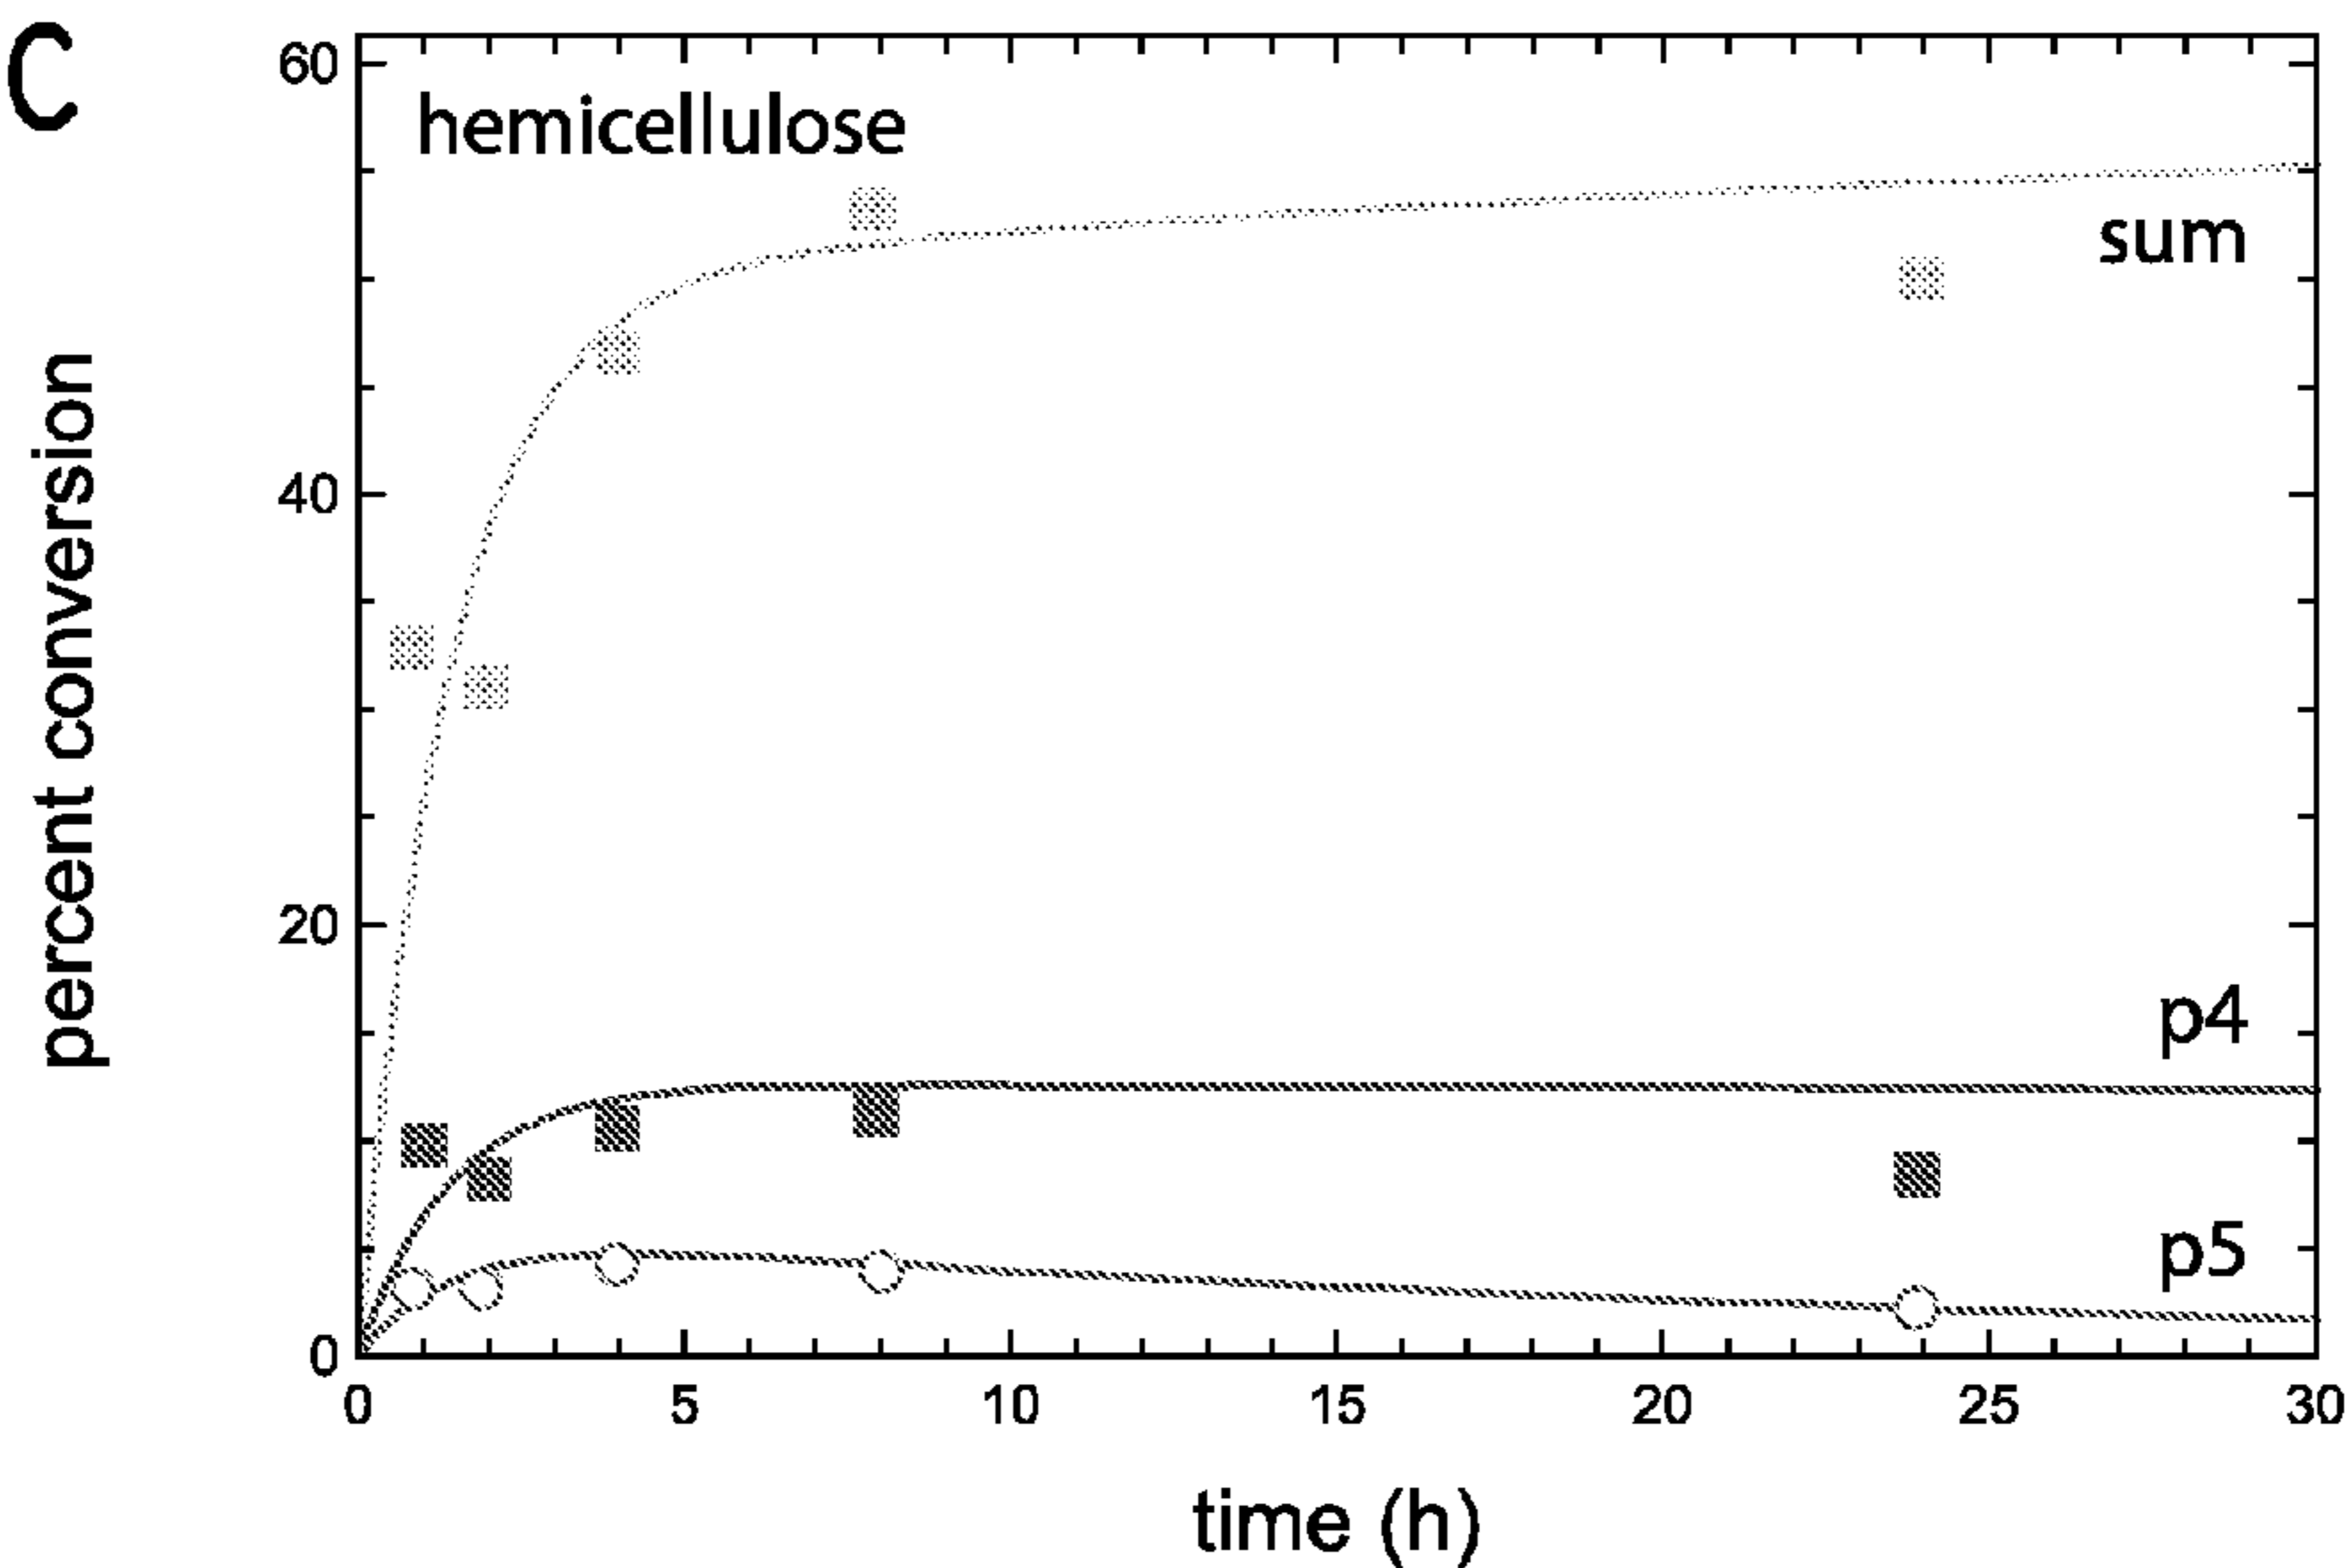 C
hemicellulose
sum
p4
p5
percent conversion
60
40
20
0
0 5 10 15 20 25 30
time (h)